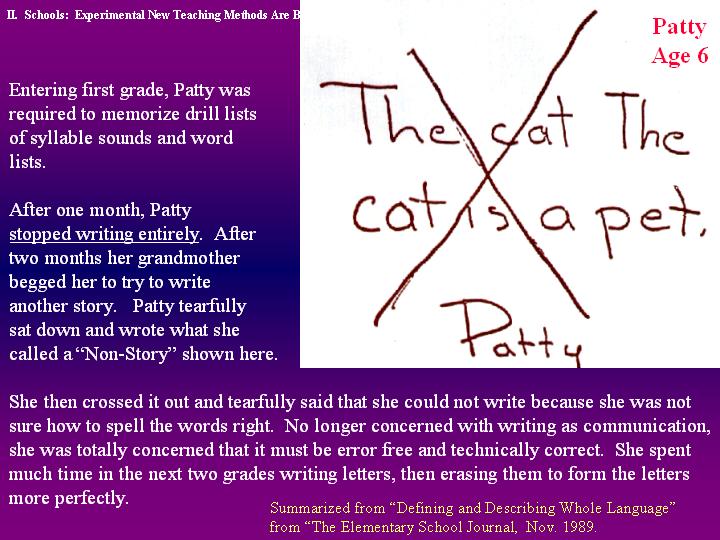 II. Schools: Experimental New Teaching Methods Are B
Patty
Age 6
Entering first grade, Patty was
required to memorize drill lists
of syllable sounds and word
lists.
After one month, Patty
stopped writing entirely. After
two months her grandmother
begged her to try to write
another story. Patty tearfully
sat down and wrote what she
called a “Non-Story” shown here.
The cat The
cat is a pet.
Patty
She then crossed it out and tearfully said that she could not write because she was not
sure how to spell the words right. No longer concerned with writing as communication,
she was totally concerned that it must be error free and technically correct. She spent
much time in the next two grades writing letters, then erasing them to form the letters
more perfectly.
Summarized from “Defining and Describing Whole Language”
from “The Elementary School Journal, Nov. 1989.